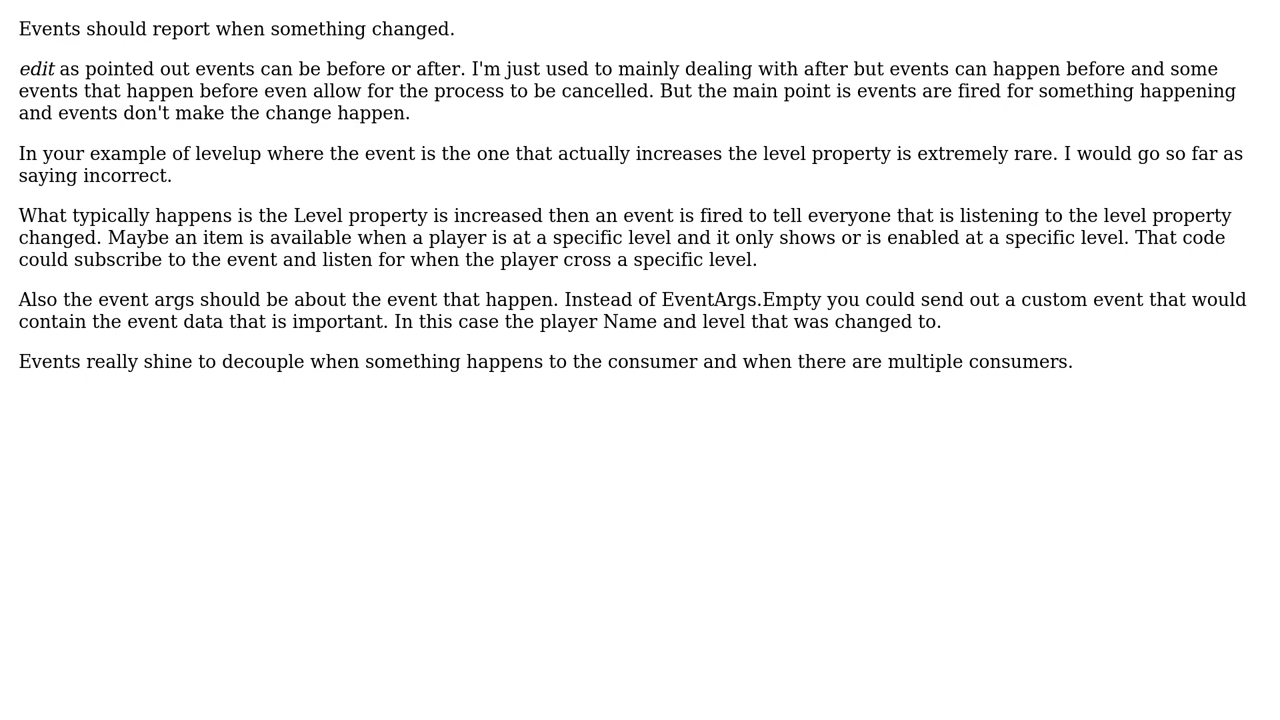 Events should report when something changed.
edit as pointed out events can be before or after. I'm just used to mainly dealing with after but events can happen before and some
events that happen before even allow for the process to be cancelled. But the main point is events are fired for something happening
and events don't make the change happen.
In your example of levelup where the event is the one that actually increases the level property is extremely rare. I would go so far as
saying incorrect.
What typically happens is the Level property is increased then an event is fired to tell everyone that is listening to the level property
changed. Maybe an item is available when a player is at a specific level and it only shows or is enabled at a specific level. That code
could subscribe to the event and listen for when the player cross a specific level.
Also the event args should be about the event that happen. Instead of EventArgs.Empty you could send out a custom event that would
contain the event data that is important. In this case the player Name and level that was changed to.
Events really shine to decouple when something happens to the consumer and when there are multiple consumers.